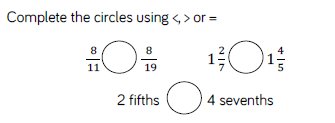 Complete the circles using <, > or =
8/11 ◯ 8/19 1 2/7 ◯ 1 4/5
2 fifths ◯ 4 sevenths